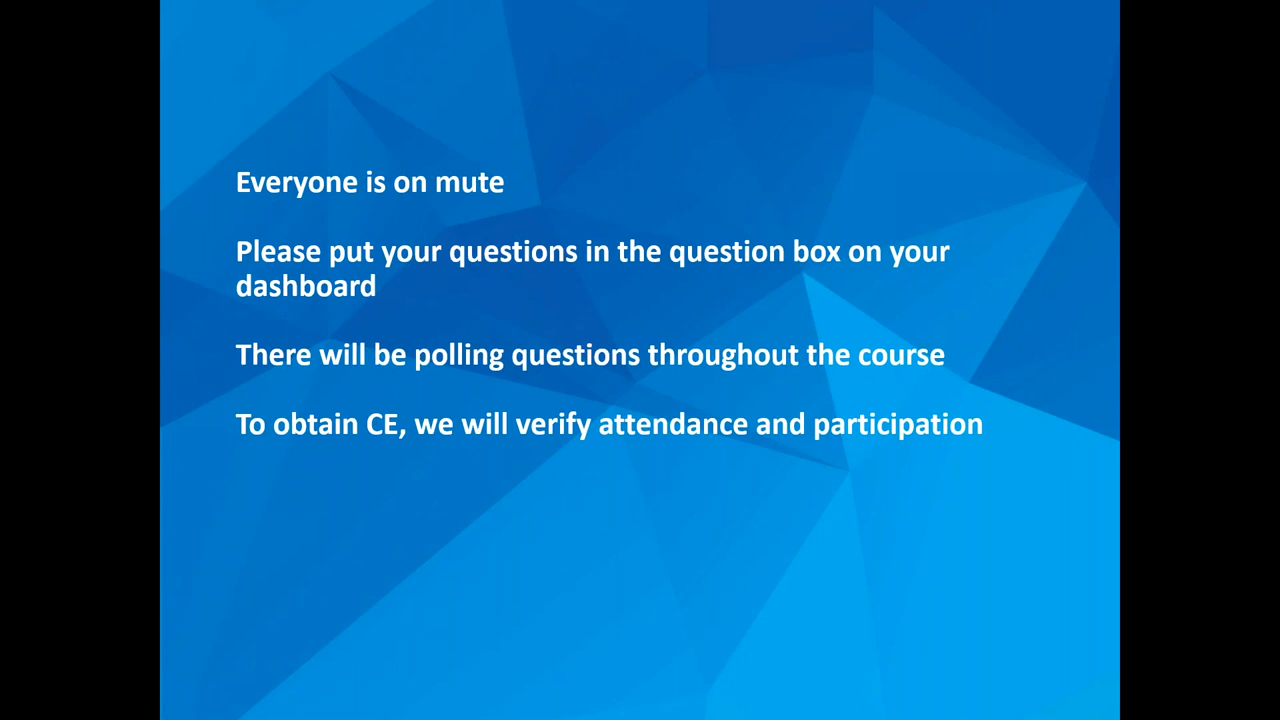 Everyone is on mute
Please put your questions in the question box on your
dashboard
There will be polling questions throughout the course
To obtain CE, we will verify attendance and participation